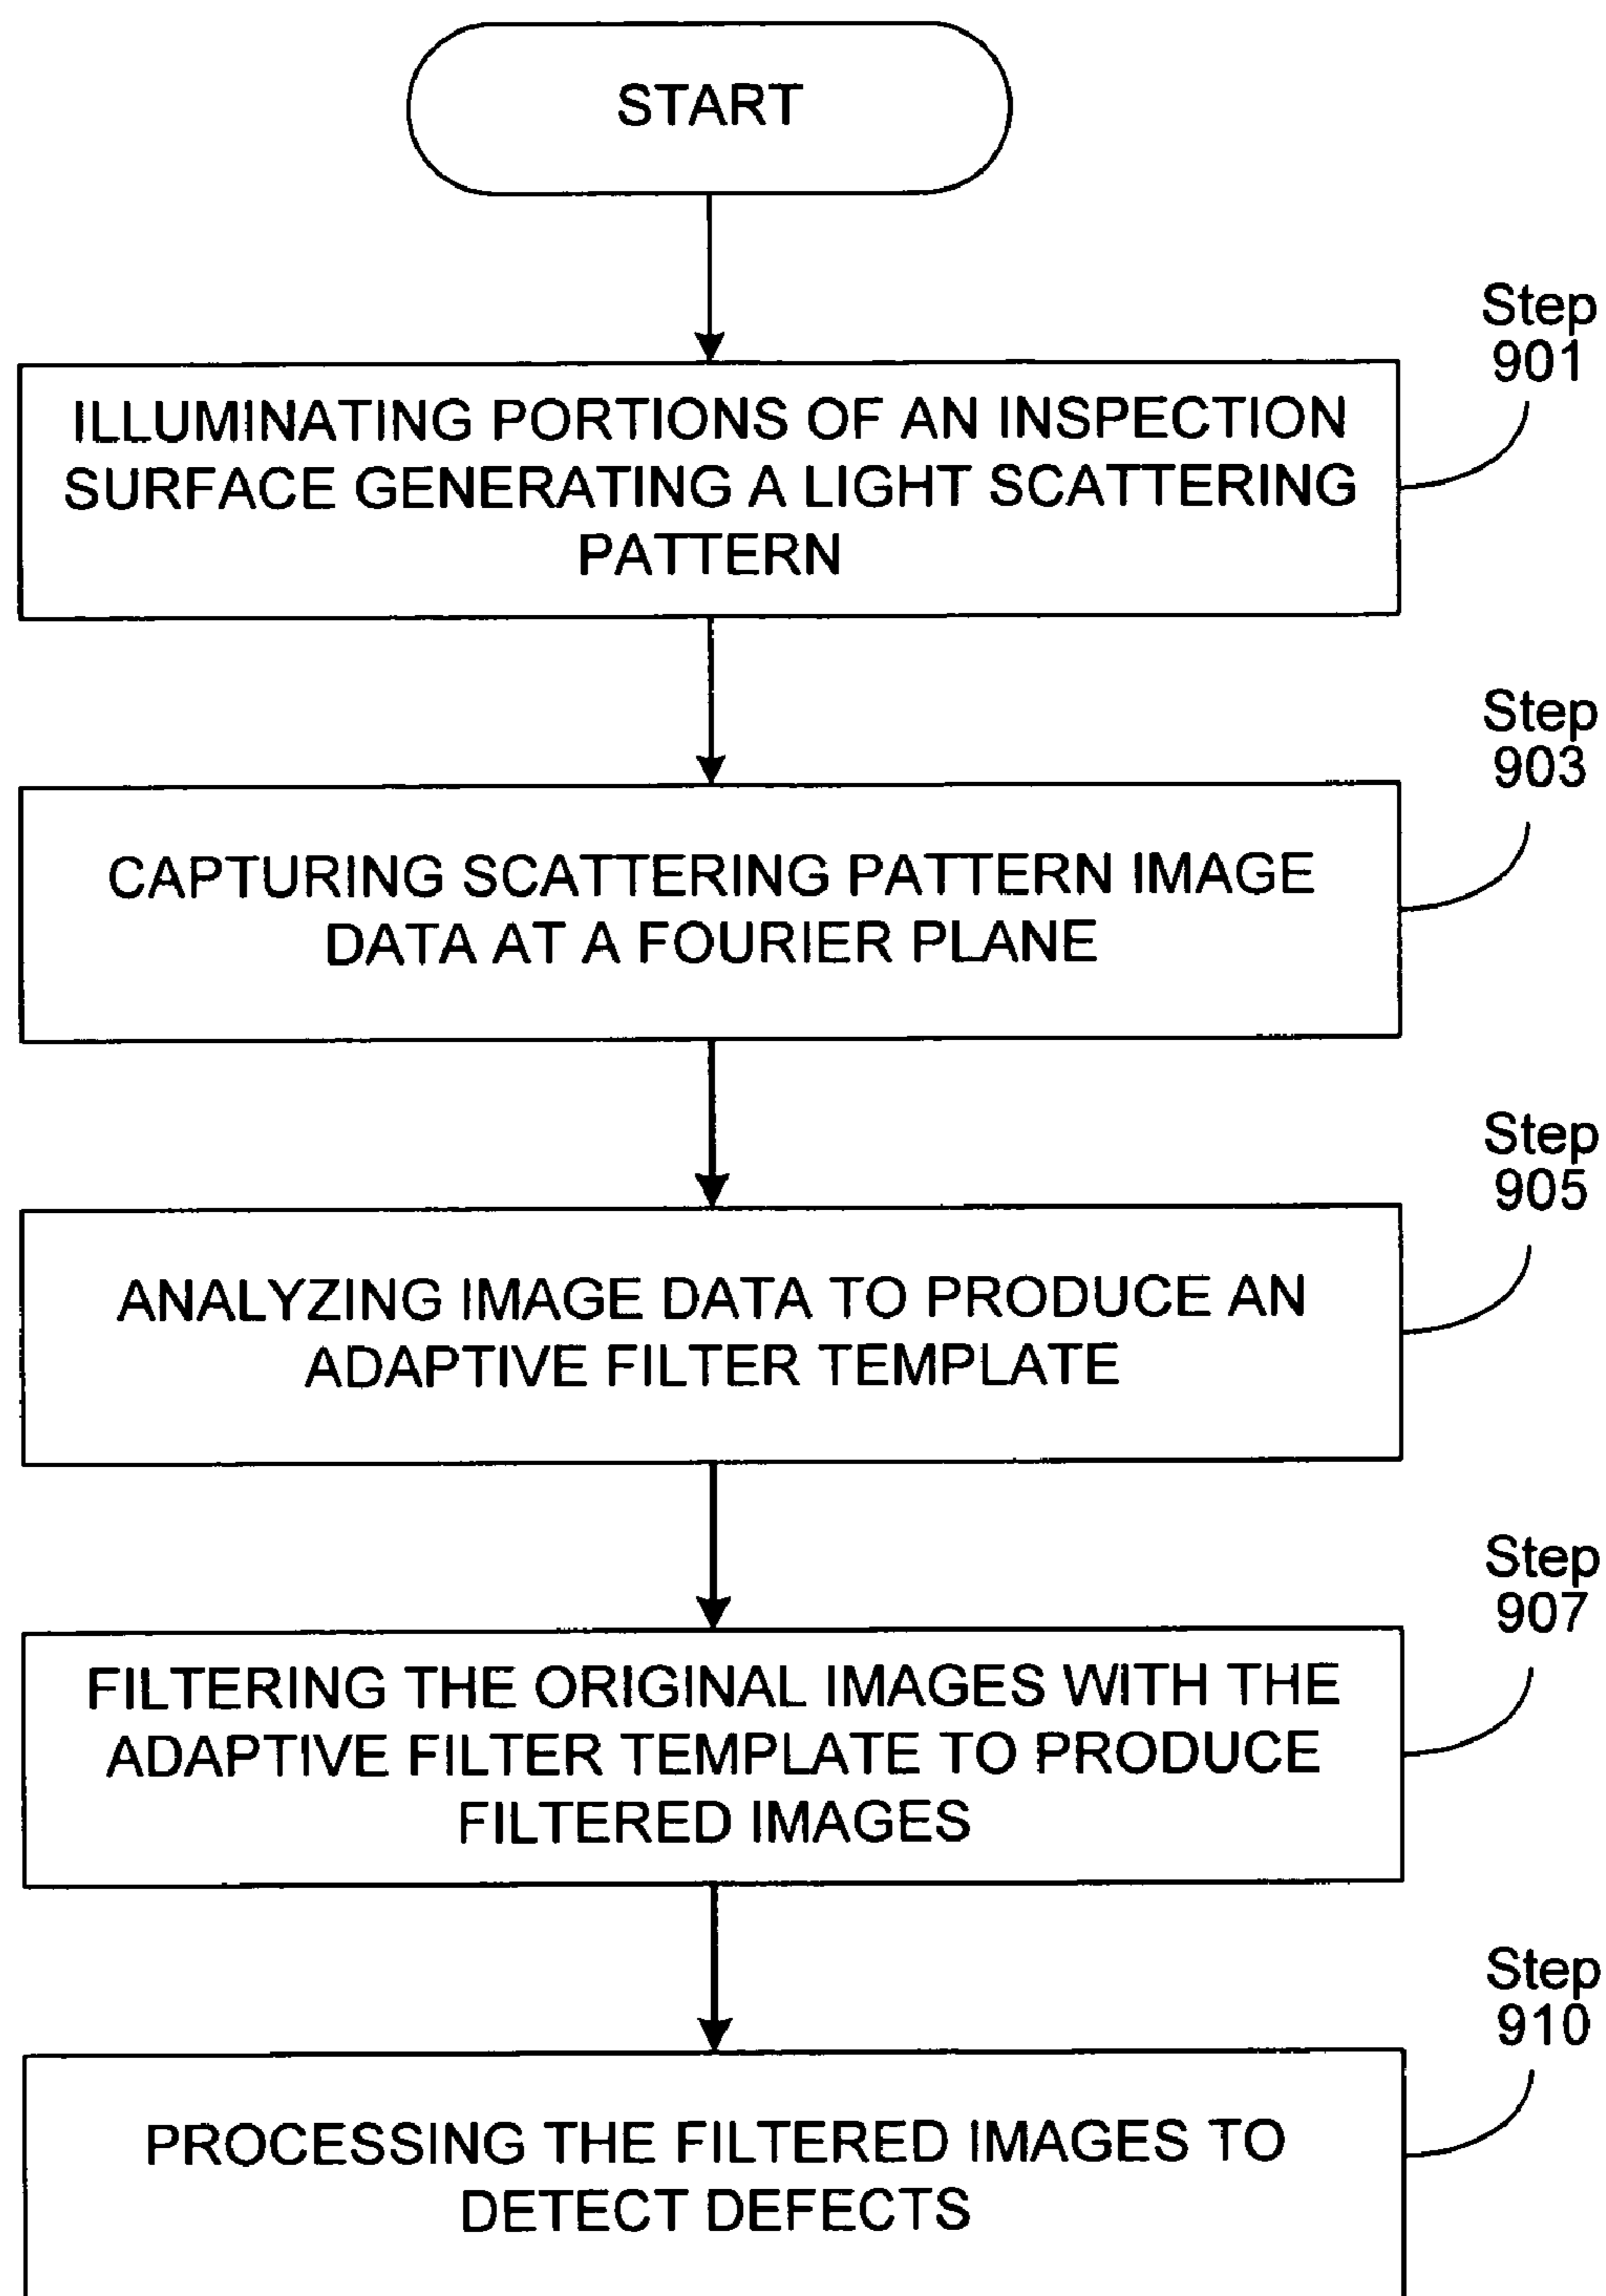 START
Step
901
ILLUMINATING PORTIONS OF AN INSPECTION
SURFACE GENERATING A LIGHT SCATTERING
PATTERN
Step
903
CAPTURING SCATTERING PATTERN IMAGE
DATA AT A FOURIER PLANE
Step
905
ANALYZING IMAGE DATA TO PRODUCE AN
ADAPTIVE FILTER TEMPLATE
Step
907
FILTERING THE ORIGINAL IMAGES WITH THE
ADAPTIVE FILTER TEMPLATE TO PRODUCE
FILTERED IMAGES
Step
910
PROCESSING THE FILTERED IMAGES TO
DETECT DEFECTS